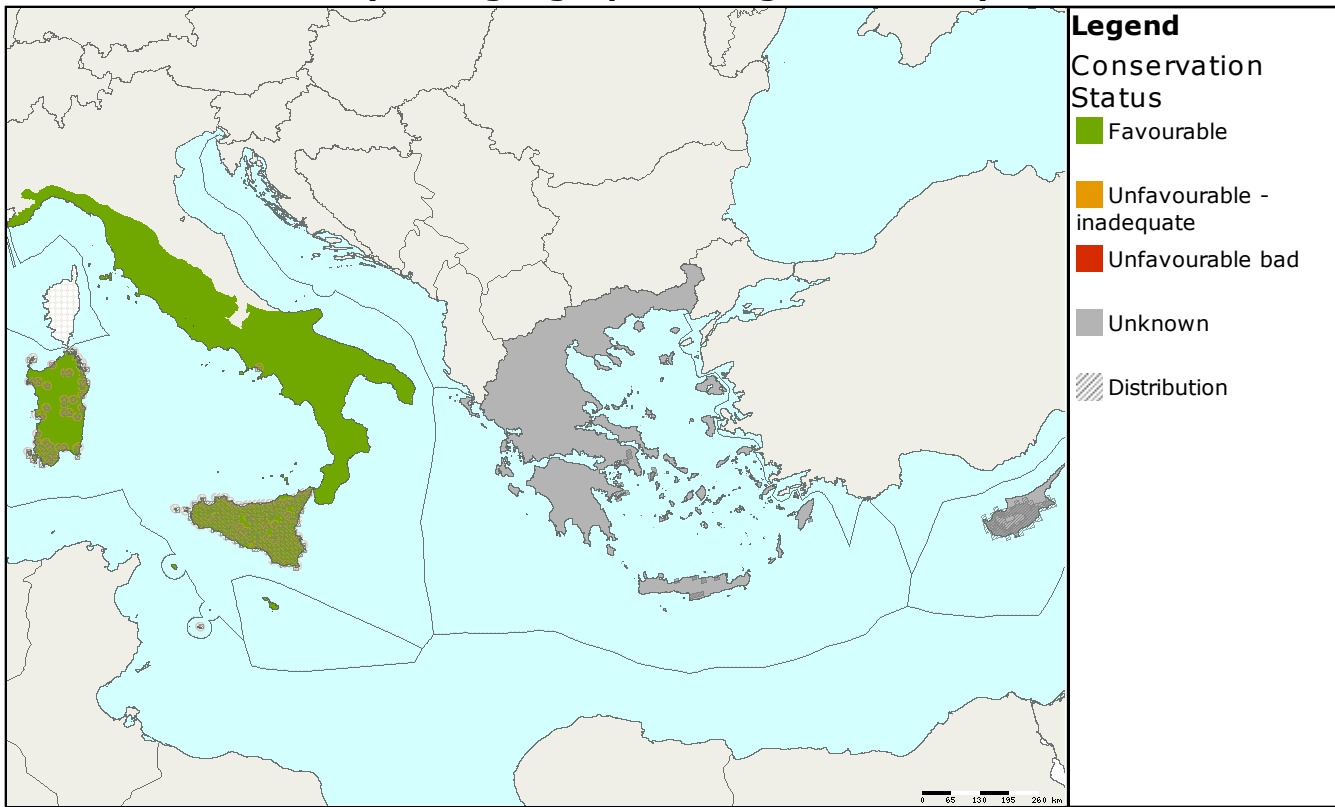 Legend
Conservation
Status
Favourable
Unfavourable -
inadequate
Unfavourable bad
Unknown
Distribution
0 65 130 195 260 km